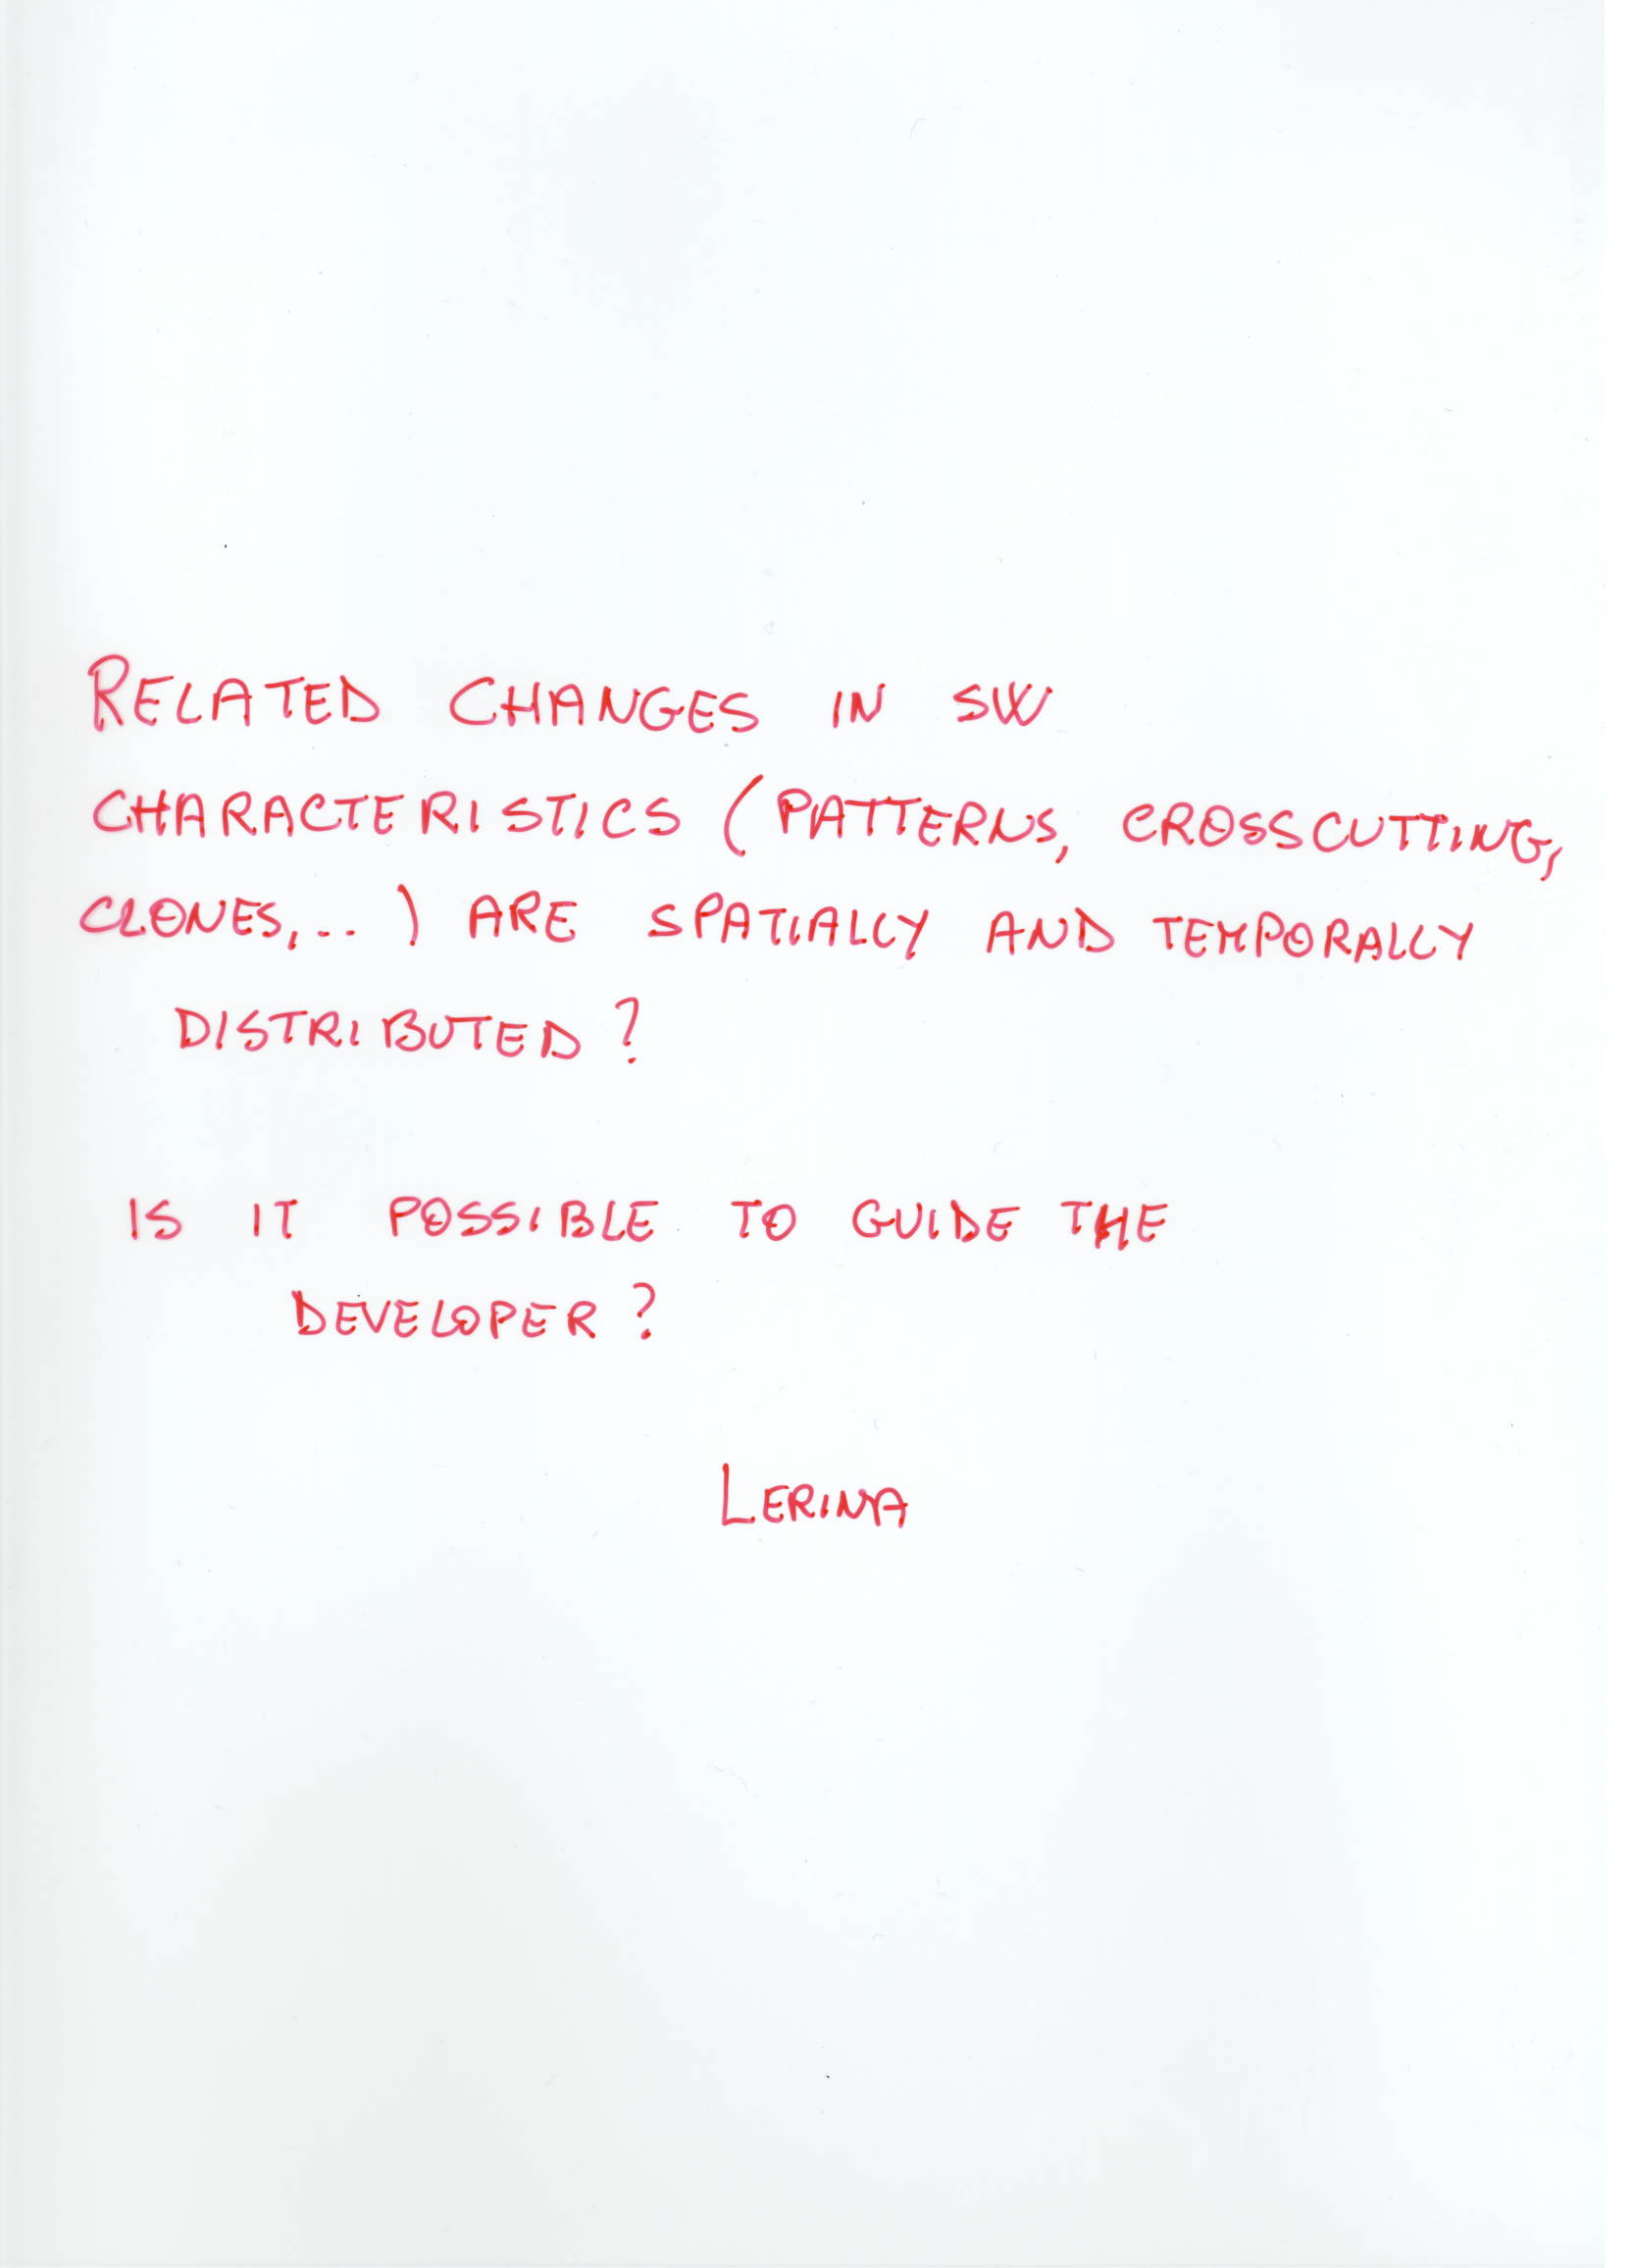 RELATED CHANGES IN SW
CHARACTERISTICS (PATTERNS, CROSSCUTTING,
CLONES,...) ARE SPATIALLY AND TEMPORALLY
DISTRIBUTED?
IS IT POSSIBLE TO GUIDE THE
DEVELOPER?
LERINA